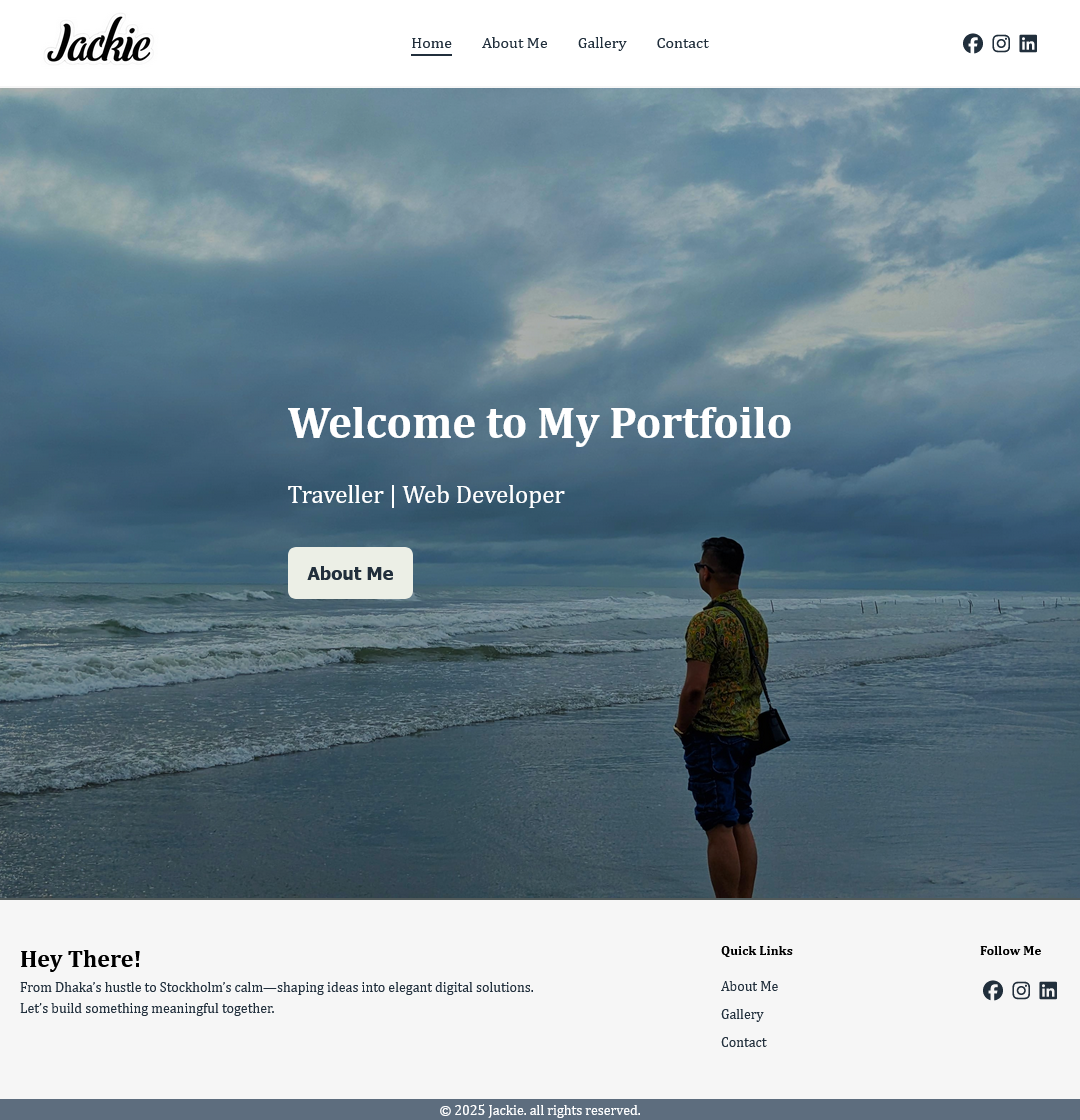 Jackie
Home About Me Gallery Contact
Welcome to My Portfoilo
Traveller | Web Developer
About Me
Hey There!
From Dhaka’s hustle to Stockholm’s calm—shaping ideas into elegant digital solutions.
Let’s build something meaningful together.
Quick Links
About Me
Gallery
Contact
Follow Me
© 2025 Jackie. all rights reserved.